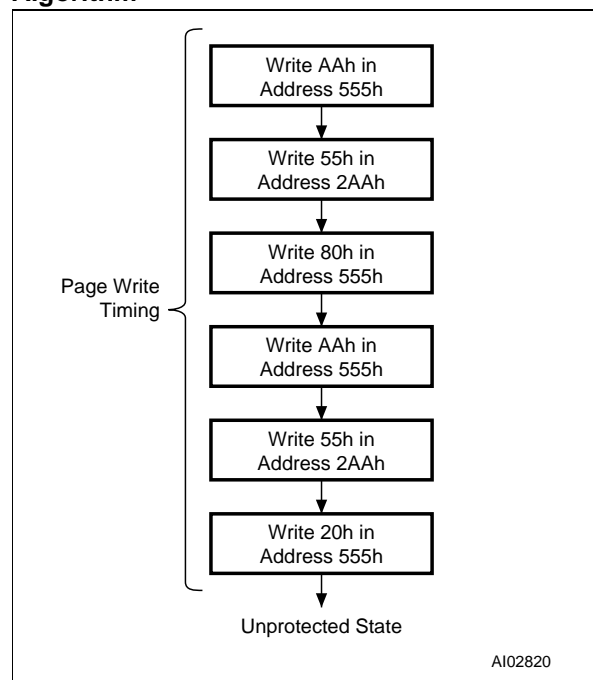 Write AAh in
Address 555h
Write 55h in
Address 2AAh
Write 80h in
Address 555h
Page Write
Timing
Write AAh in
Address 555h
Write 55h in
Address 2AAh
Write 20h in
Address 555h
Unprotected State
AI02820